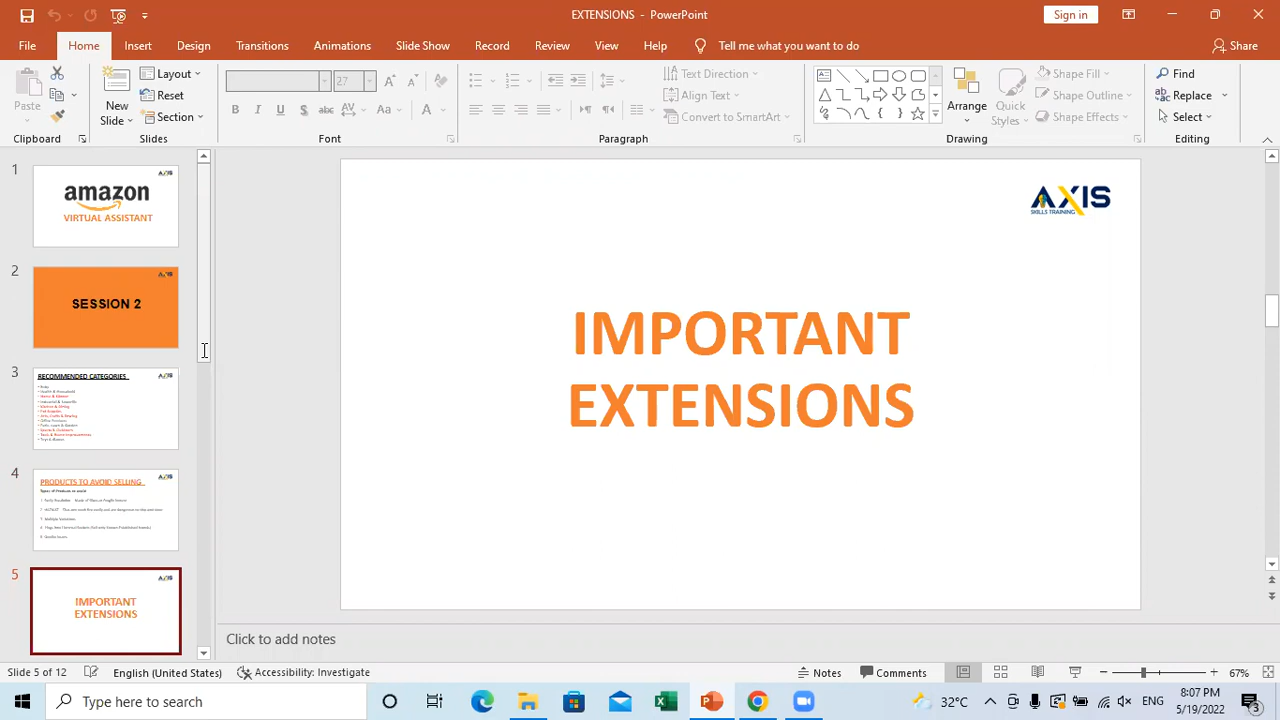 EXTENSIONS - PowerPoint
Sign in
File Home Insert Design Transitions Animations Slide Show Record Review View Help Tell me what you want to do Share
Paste
New Slide
Layout
Reset
Section
27
Text Direction
Align Text
Convert to SmartArt
Arrange
Quick Styles
Shape Fill
Shape Outline
Shape Effects
Find
Replace
Select
Clipboard Slides Font Paragraph Drawing Editing
1
AXIS
amazon
VIRTUAL ASSISTANT
2
SESSION 2
3
RECOMMENDED CATEGORIES
4
PRODUCTS TO AVOID SELLING
5
IMPORTANT
EXTENSIONS
AXIS
SKILLS TRAINING
IMPORTANT
EXTENSIONS
Click to add notes
Slide 5 of 12 English (United States) Accessibility: Investigate Notes Comments 67%
Type here to search
32°C ENG 8:07 PM
5/19/2022
3